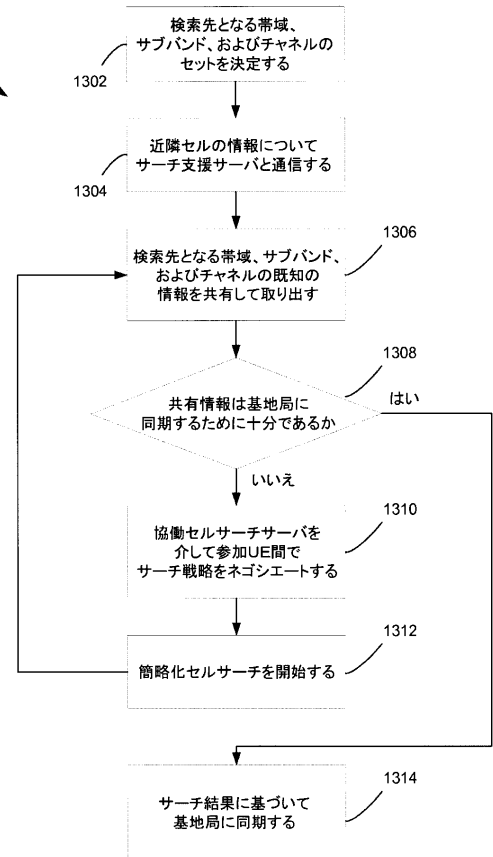 検索先となる帯域、
サブバンド、およびチャネルの
セットを決定する
1302
近隣セルの情報について
サーチ支援サーバと通信する
1304
1306
検索先となる帯域、サブバンド、
およびチャネルの既知の
情報を共有して取り出す
1308
共有情報は基地局に
同期するために十分であるか
はい
いいえ
1310
協働セルサーチサーバを
介して参加UE間で
サーチ戦略をネゴシエートする
1312
簡略化セルサーチを開始する
1314
サーチ結果に基づいて
基地局に同期する